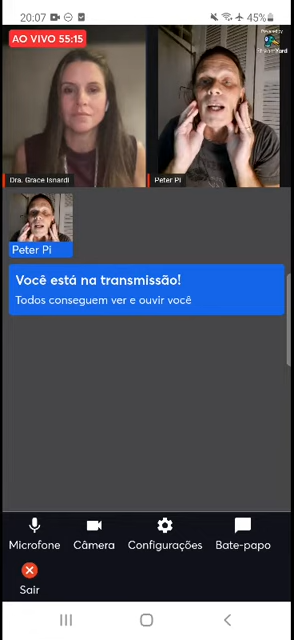 20:07
45%
AO VIVO 55:15
Powered by
StreamYard
Dra. Grace Isnardi
Peter Pi
Peter Pi
Você está na transmissão!
Todos conseguem ver e ouvir você
Microfone
Câmera
Configurações
Bate-papo
Sair